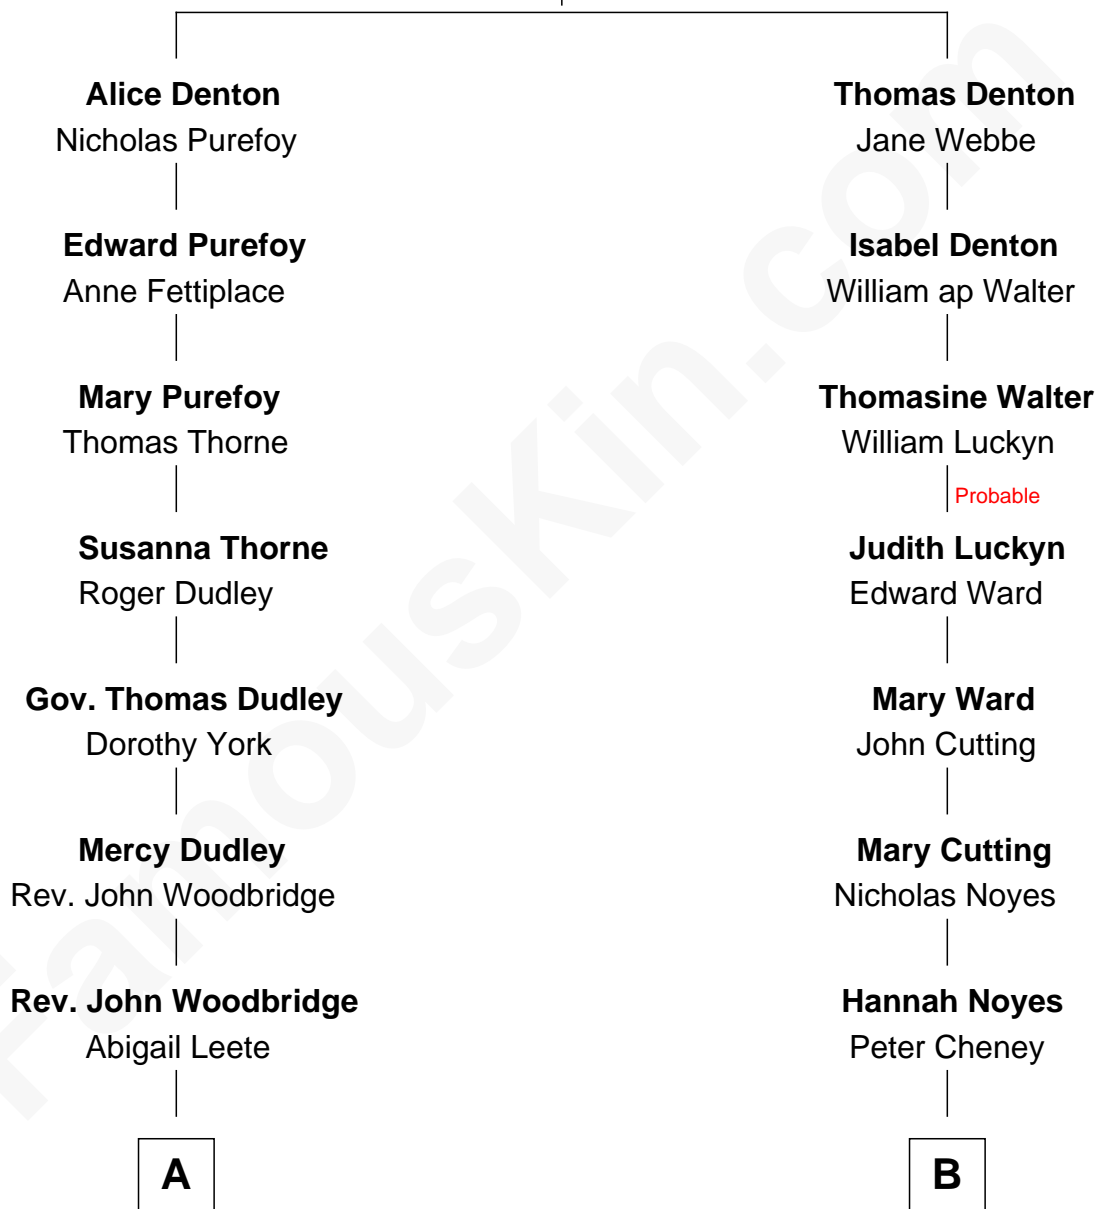 Alice Denton
Nicholas Purefoy
Edward Purefoy
Anne Fettiplace
Mary Purefoy
Thomas Thorne
Susanna Thorne
Roger Dudley
Gov. Thomas Dudley
Dorothy York
Mercy Dudley
Rev. John Woodbridge
Rev. John Woodbridge
Abigail Leete
A
Thomas Denton
Jane Webbe
Isabel Denton
William ap Walter
Thomasine Walter
William Luckyn
Probable
Judith Luckyn
Edward Ward
Mary Ward
John Cutting
Mary Cutting
Nicholas Noyes
Hannah Noyes
Peter Cheney
B
FamousKin.com